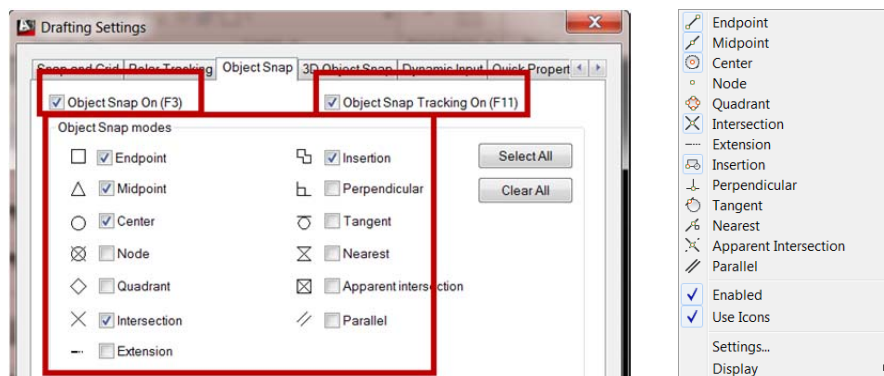 Drafting Settings
Snap and Grid Polar Tracking Object Snap 3D Object Snap Dynamic Input Quick Propert
Object Snap On (F3) Object Snap Tracking On (F11)
Object Snap modes
Endpoint Insertion Select All
Midpoint Perpendicular Clear All
Center Tangent
Node Nearest
Quadrant Apparent intersection
Intersection Parallel
Extension
Endpoint
Midpoint
Center
Node
Quadrant
Intersection
Extension
Insertion
Perpendicular
Tangent
Nearest
Apparent Intersection
Parallel
Enabled
Use Icons
Settings...
Display